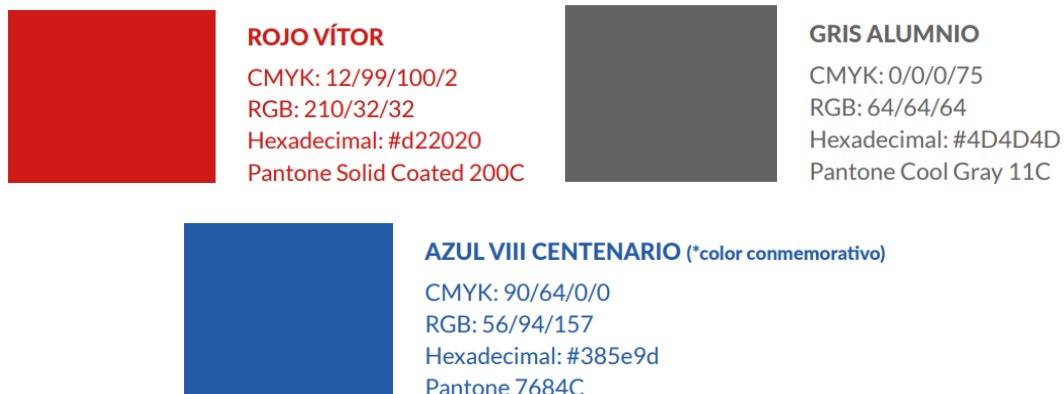 ROJO VÍTOR
CMYK: 12/99/100/2
RGB: 210/32/32
Hexadecimal: #d22020
Pantone Solid Coated 200C
GRIS ALUMNIO
CMYK: 0/0/0/75
RGB: 64/64/64
Hexadecimal: #4D4D4D
Pantone Cool Gray 11C
AZUL VIII CENTENARIO (*color conmemorativo)
CMYK: 90/64/0/0
RGB: 56/94/157
Hexadecimal: #385e9d
Pantone 7684C